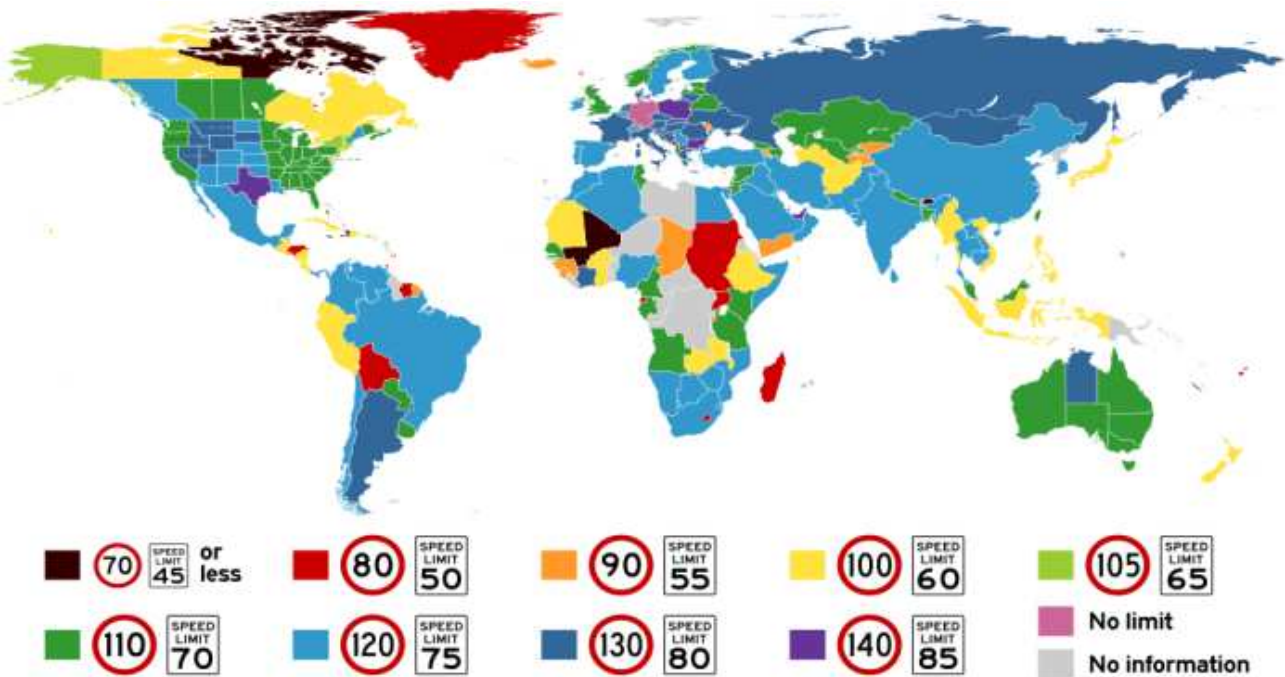 70 SPEED LIMIT 45 or less
80 SPEED LIMIT 50
90 SPEED LIMIT 55
100 SPEED LIMIT 60
105 SPEED LIMIT 65
110 SPEED LIMIT 70
120 SPEED LIMIT 75
130 SPEED LIMIT 80
140 SPEED LIMIT 85
No limit
No information